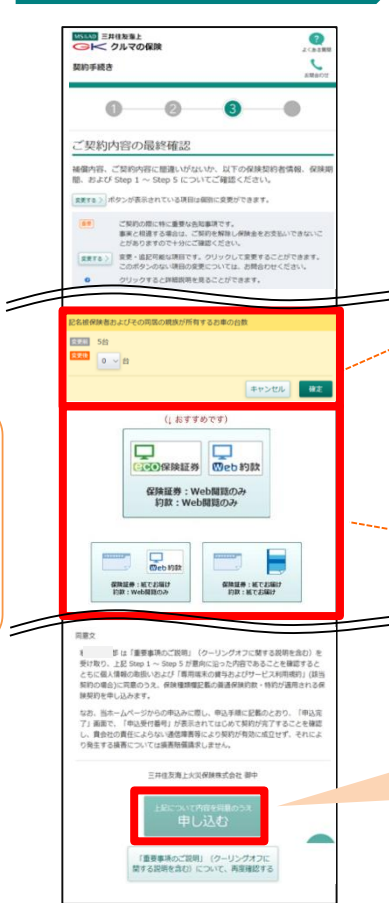 MS&AD 三井住友海上
GK クルマの保険
?
よくある質問
契約手続き
お問合わせ
1 2 3
ご契約内容の最終確認
補償内容、ご契約内容に間違いがないか、以下の保険契約者情報、保険期
間、および Step 1 ～ Step 5 についてご確認ください。
変更する > ボタンが表示されている項目は個別に変更ができます。
ご契約の際に特に重要な告知事項です。
事実と相違する場合は、ご契約を解除し保険金をお支払いできないこ
とがありますので十分にご確認ください。
変更する > 変更・追記可能な項目です。クリックして変更することができます。
このボタンのない項目の変更については、お問合わせください。
クリックすると詳細説明を見ることができます。
記名被保険者およびその同居の親族が所有するお車の台数
変更前 5台
変更後 0 台
キャンセル 確定
(↓おすすめです)
eco保険証券 Web約款
保険証券：Web閲覧のみ
約款：Web閲覧のみ
Web約款
保険証券：紙でお届け
約款：Web閲覧のみ
保険証券：紙でお届け
約款：紙でお届け
同意文
は「重要事項のご説明」（クーリングオフに関する説明を含む）を
受け取り、上記 Step 1 ～ Step 5 が意向に沿った内容であることを確認すると
ともに個人情報の取扱いおよび「専用端末の貸与およびサービス利用規約」(該当
契約の場合)に同意のうえ、保険種類欄記載の普通保険約款・特約が適用される保
険契約を申し込みます。
なお、当ホームページからの申込みに際し、申込手順に記載のとおり、「申込完
了」画面で、「申込受付番号」が表示されてはじめて契約が完了することを確認
し、貴会社の責任によらない通信障害等により契約が有効に成立せず、それによ
り発生する損害については損害賠償請求しません。
三井住友海上火災保険株式会社 御中
上記について内容を同意のうえ
申し込む
「重要事項のご説明」（クーリングオフに
関する説明を含む）について、再度確認する